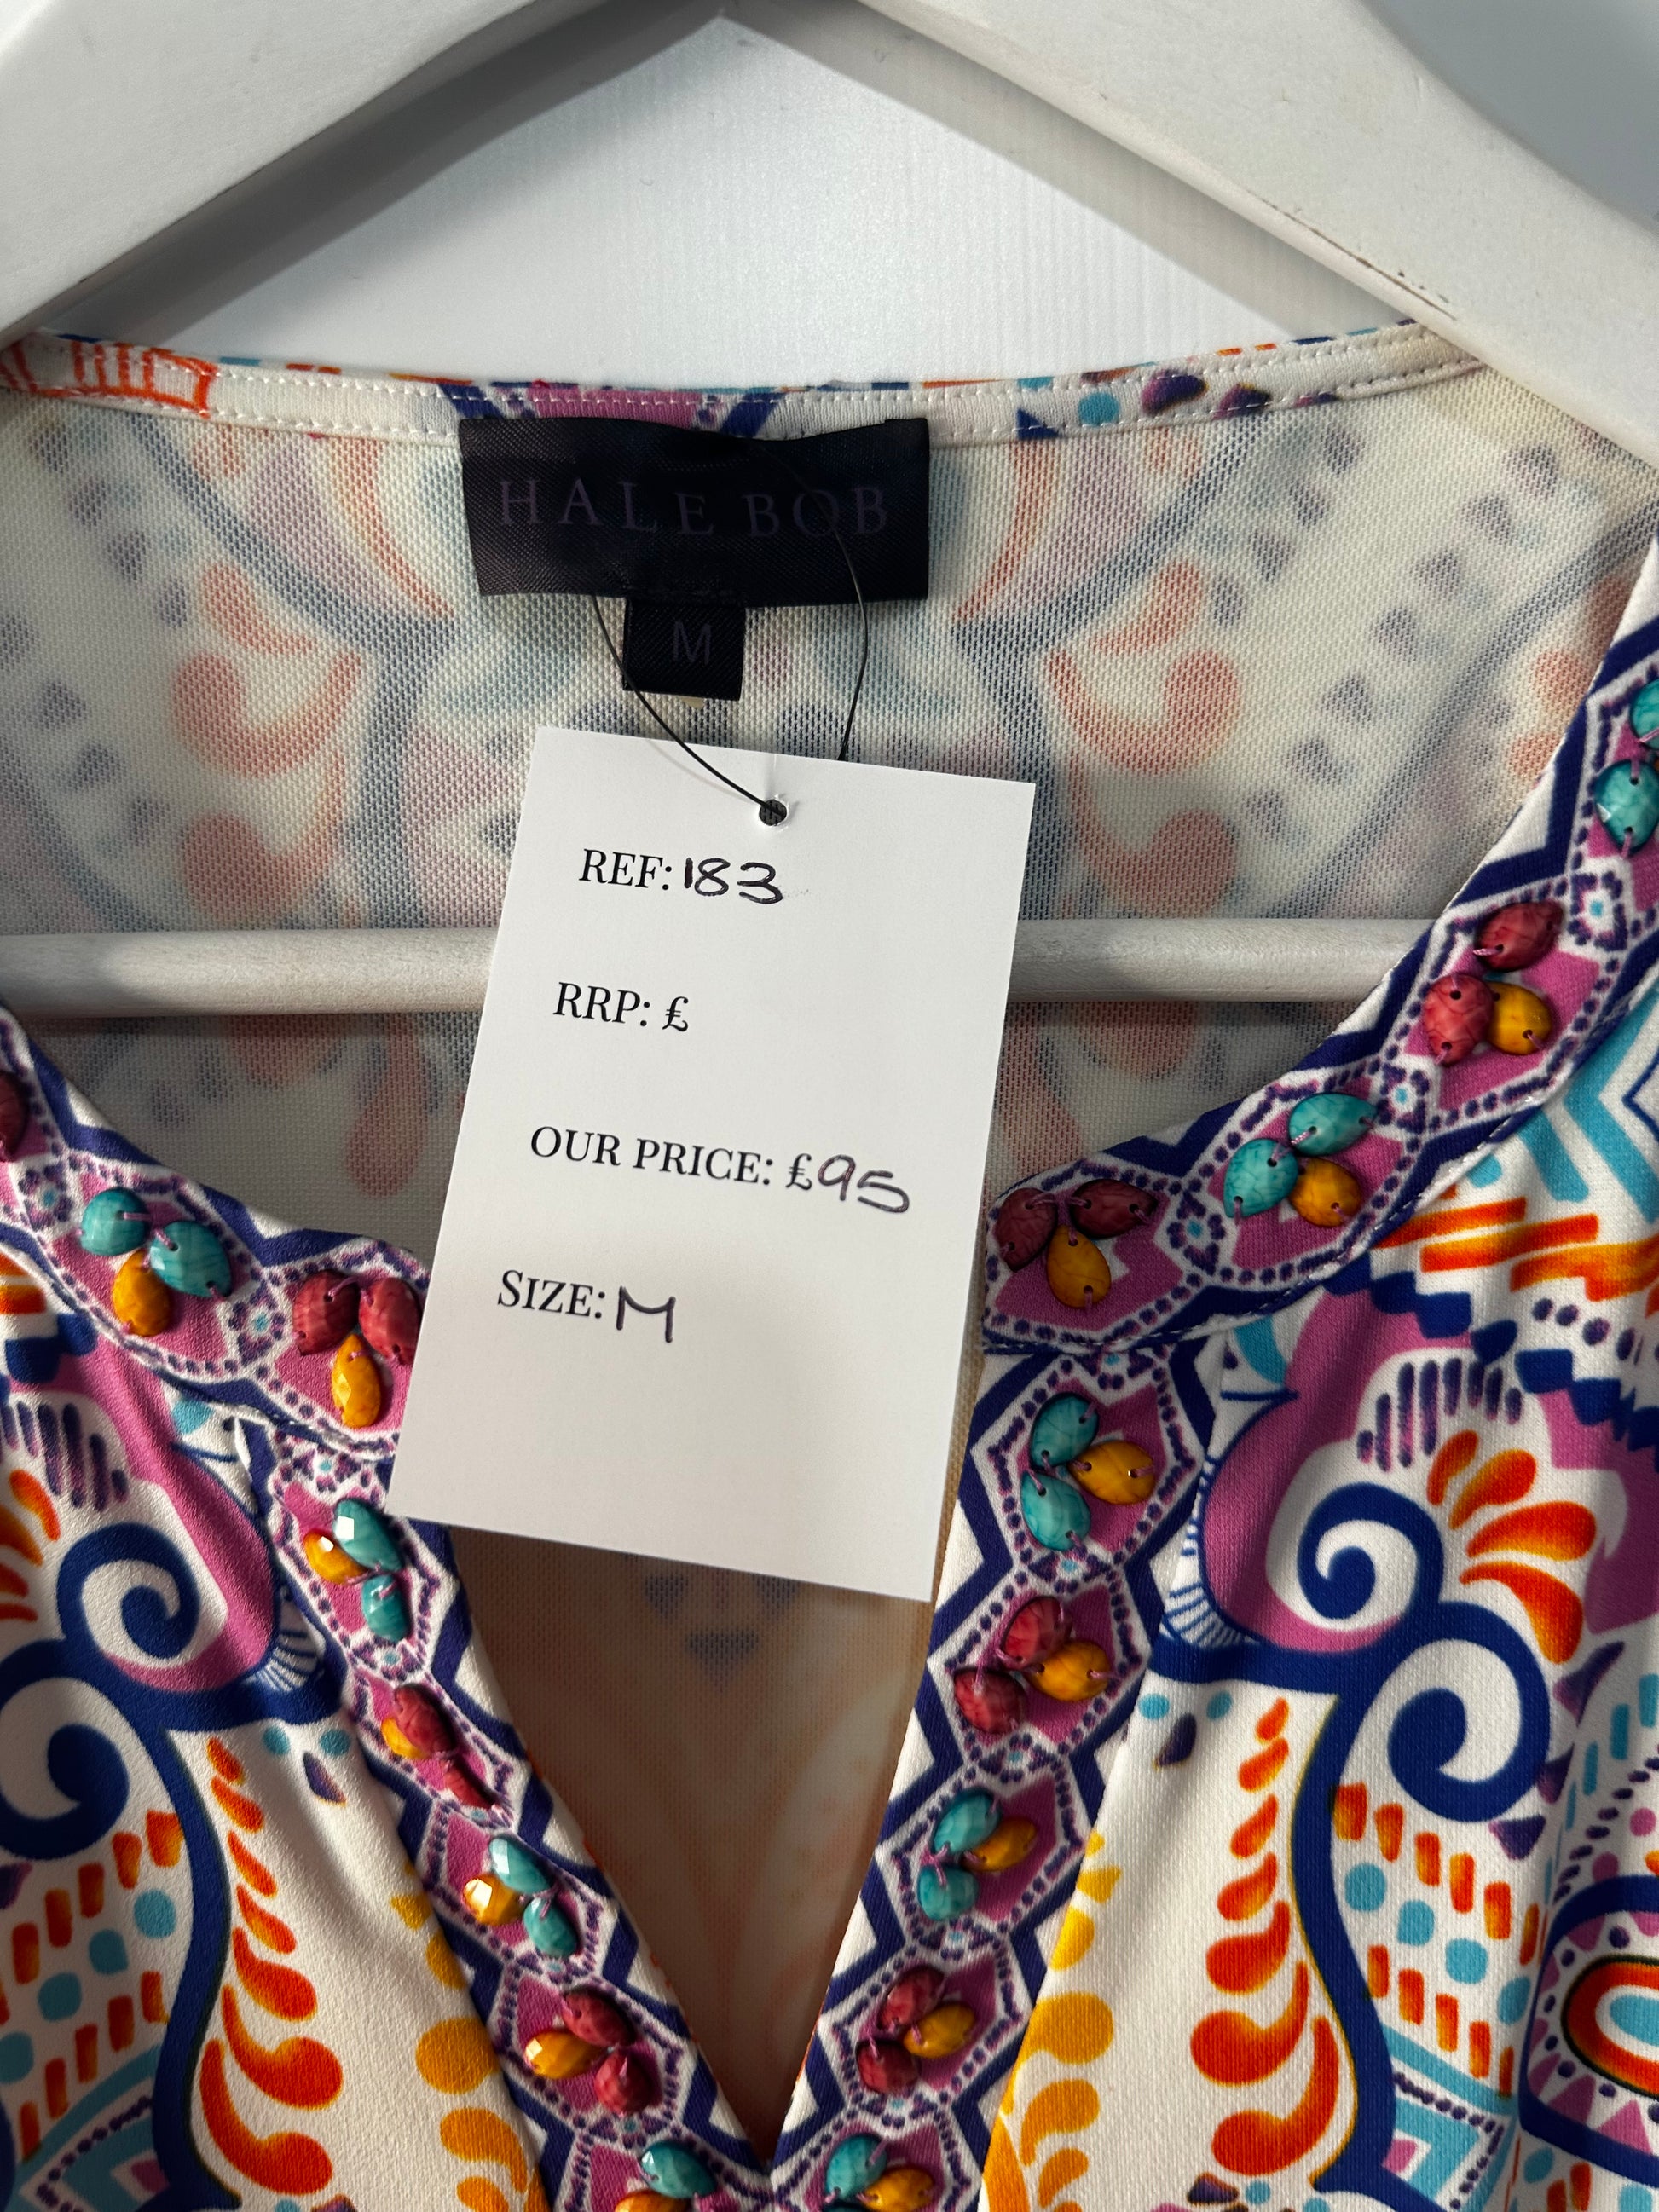 HALE BOB
M
REF: 183
RRP: £
OUR PRICE: £95
SIZE: M